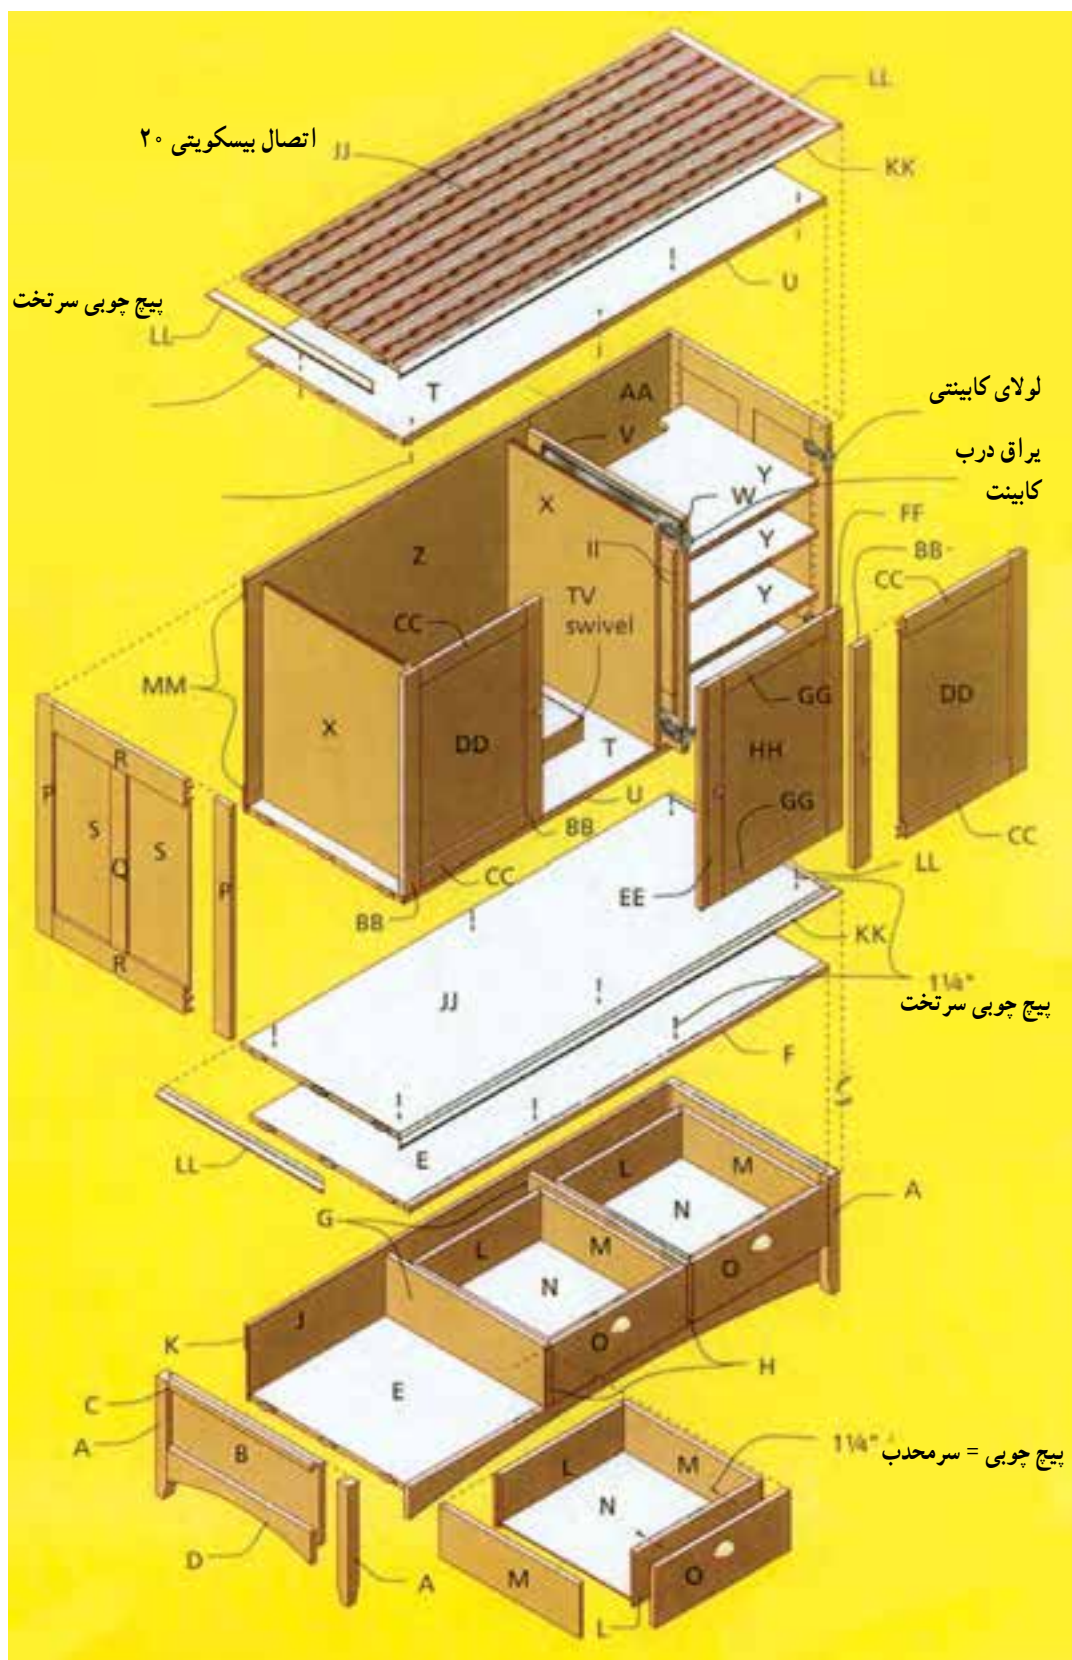 LL
اتصال بیسکویتی ۲۰
JJ
KK
U
پیچ چوبی سرتخت
LL
T
AA
لولای کابینتی
V
یراق درب
کابینت
Y
W
X
FF
II
Y
BB
Z
CC
TV
swivel
Y
CC
MM
GG
DD
X
DD
HH
T
R
P
U
GG
S
S
BB
CC
Q
CC
LL
P
EE
BB
KK
R
1¼"
JJ
پیچ چوبی سرتخت
F
E
LL
L
M
A
G
N
L
M
O
N
J
K
O
H
E
C
A
B
1¼"
پیچ چوبی = سرمحدب
L
M
N
D
A
M
O
L